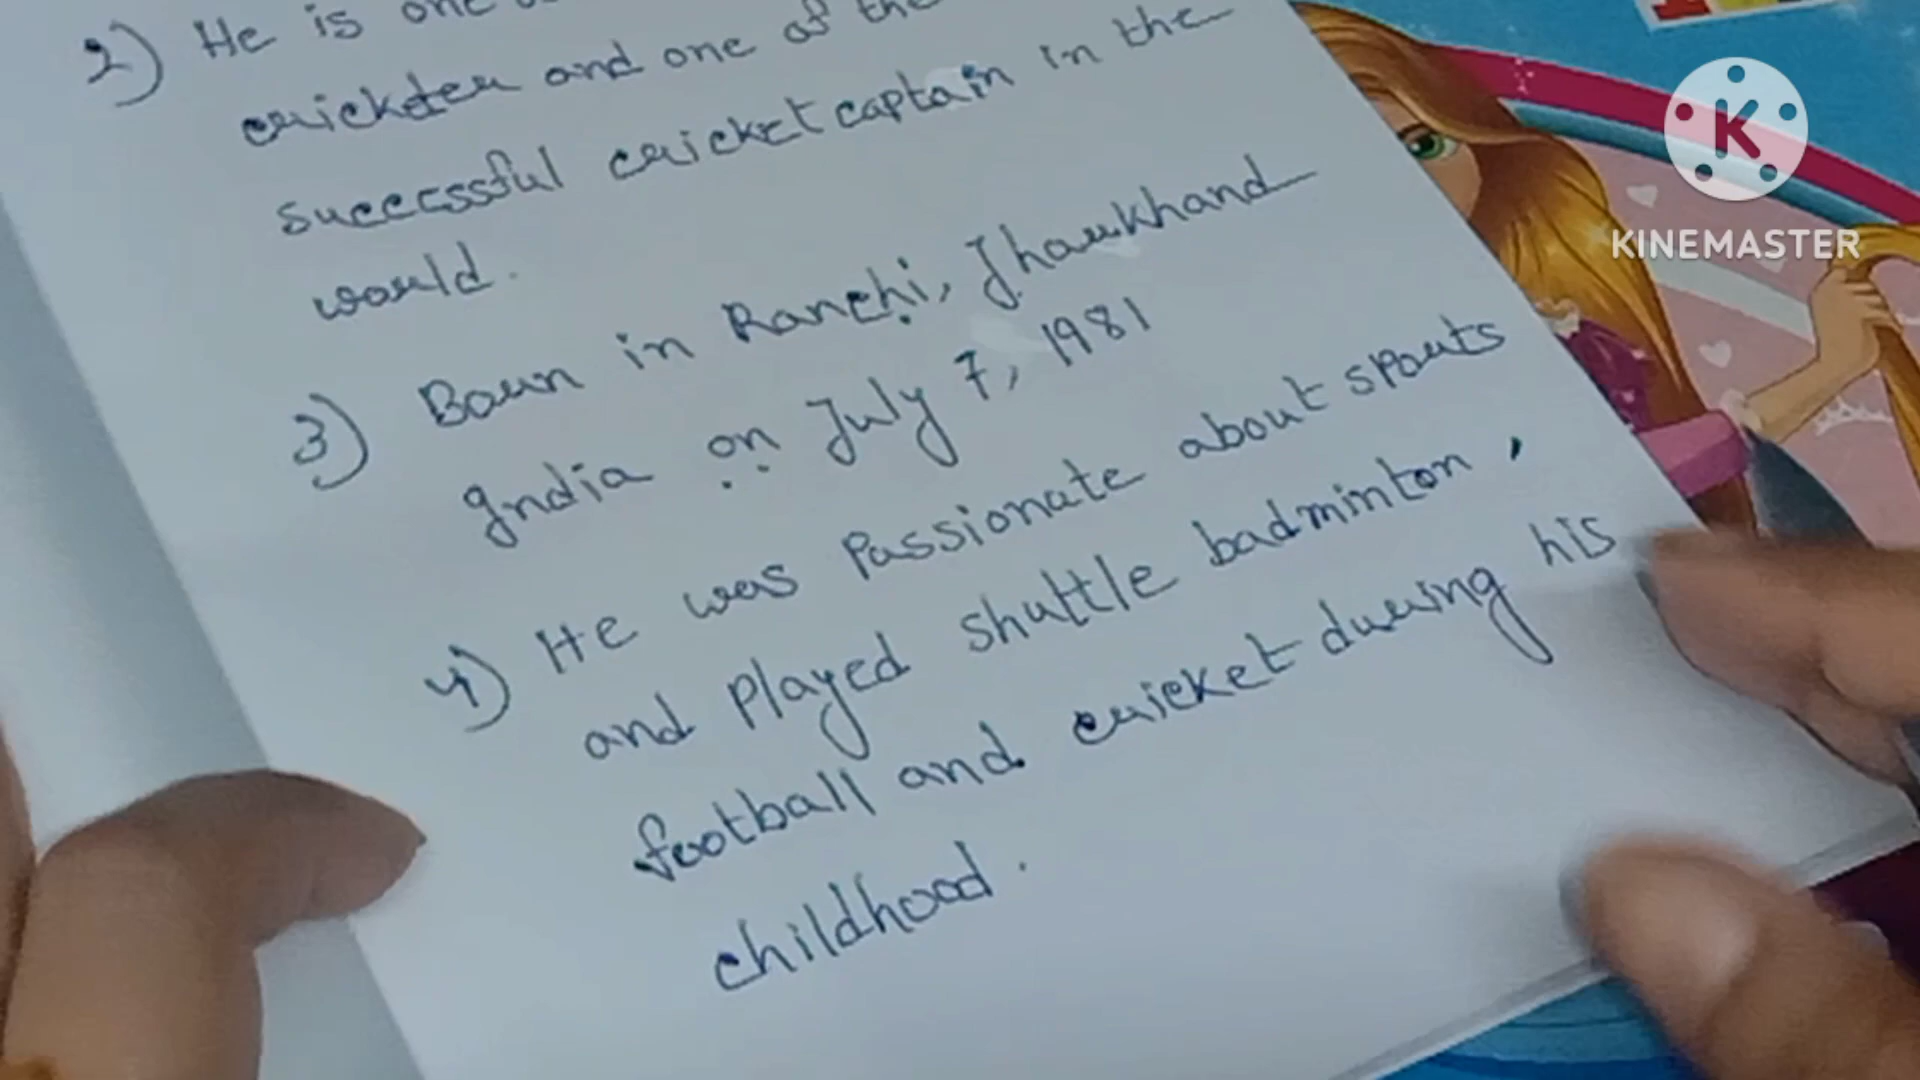 2) He is one
cricketer and one of the
successful cricket captain in the
world.
3) Born in Ranchi, Jharkhand
India on July 7, 1981
4) He was Passionate about sports
and Played shuttle badminton,
football and cricket during his
childhood.
K
KINEMASTER